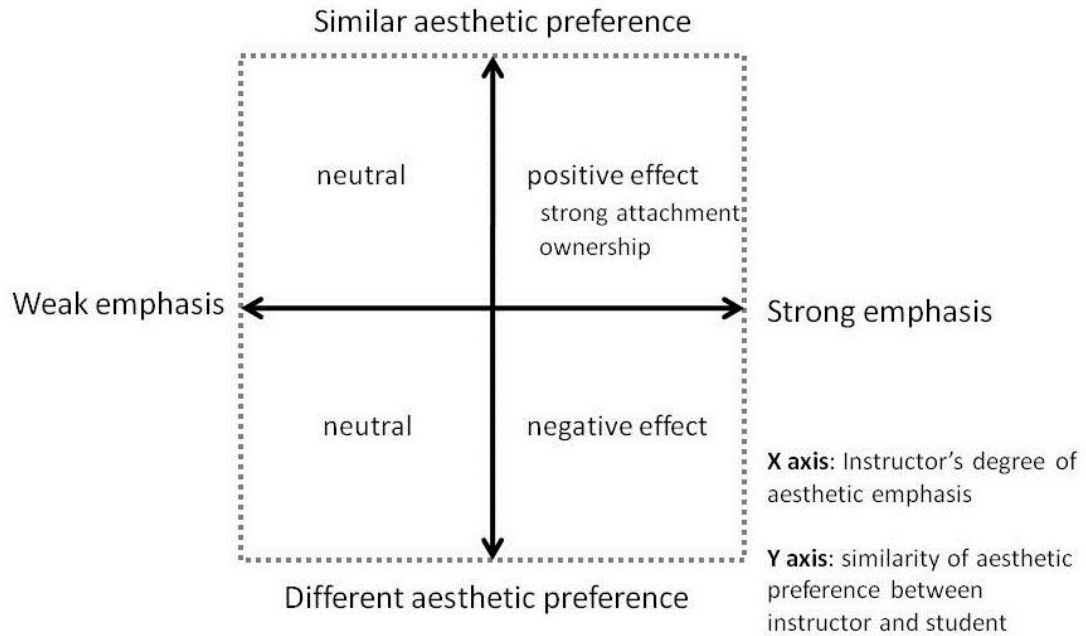 Similar aesthetic preference
neutral
positive effect
strong attachment
ownership
Weak emphasis
Strong emphasis
neutral
negative effect
X axis: Instructor's degree of
aesthetic emphasis
Y axis: similarity of aesthetic
preference between
instructor and student
Different aesthetic preference